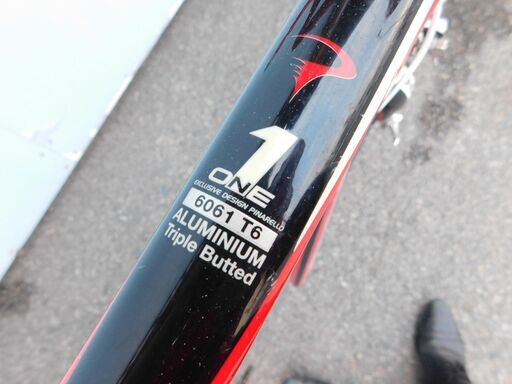 1
ONE
EXCLUSIVE DESIGN PINARELLO
6061 T6
ALUMINIUM
Triple Butted